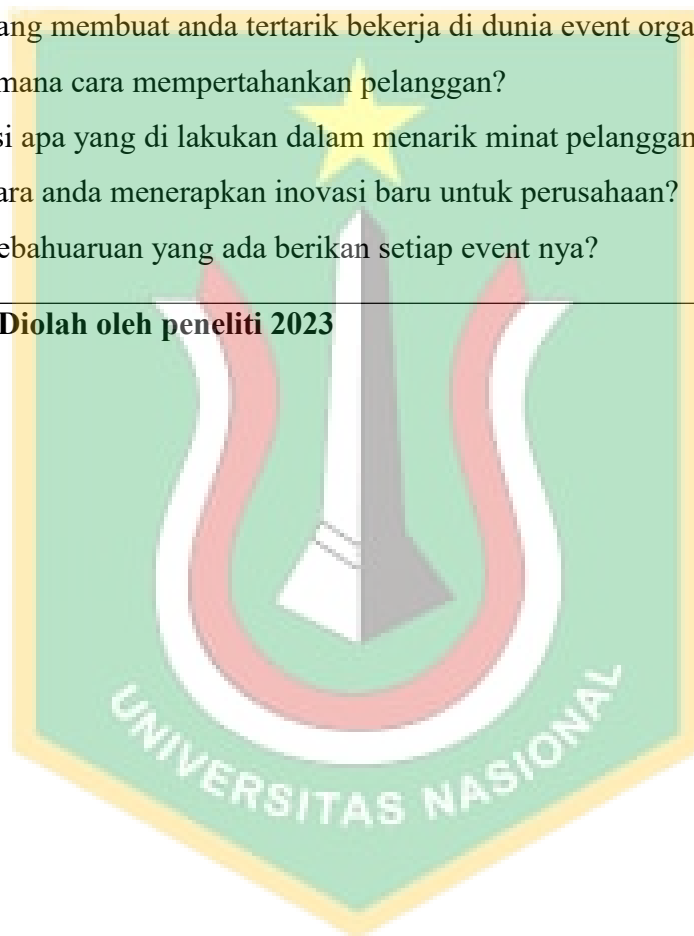 ang membuat anda tertarik bekerja di dunia event orga
mana cara mempertahankan pelanggan?
si apa yang di lakukan dalam menarik minat pelanggan
ara anda menerapkan inovasi baru untuk perusahaan?
ebahuaruan yang ada berikan setiap event nya?
Diolah oleh peneliti 2023
UNIVERSITAS NASIONAL